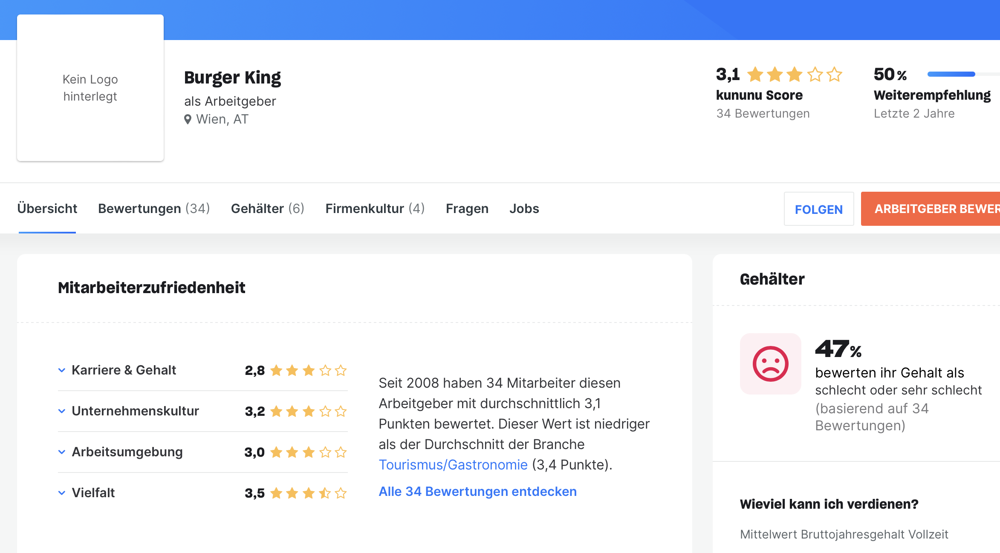 Kein Logo
hinterlegt
Burger King
als Arbeitgeber
Wien, AT
3,1
kununu Score
34 Bewertungen
50 %
Weiterempfehlung
Letzte 2 Jahre
Übersicht Bewertungen (34) Gehälter (6) Firmenkultur (4) Fragen Jobs
FOLGEN
ARBEITGEBER
Mitarbeiterzufriedenheit
Karriere & Gehalt 2,8
Unternehmenskultur 3,2
Arbeitsumgebung 3,0
Vielfalt 3,5
Seit 2008 haben 34 Mitarbeiter diesen
Arbeitgeber mit durchschnittlich 3,1
Punkten bewertet. Dieser Wert ist niedriger
als der Durchschnitt der Branche
Tourismus/Gastronomie (3,4 Punkte).
Alle 34 Bewertungen entdecken
Gehälter
47%
bewerten ihr Gehalt als
schlecht oder sehr schlecht
(basierend auf 34
Bewertungen)
Wieviel kann ich verdienen?
Mittelwert Bruttojahresgehalt Vollzeit